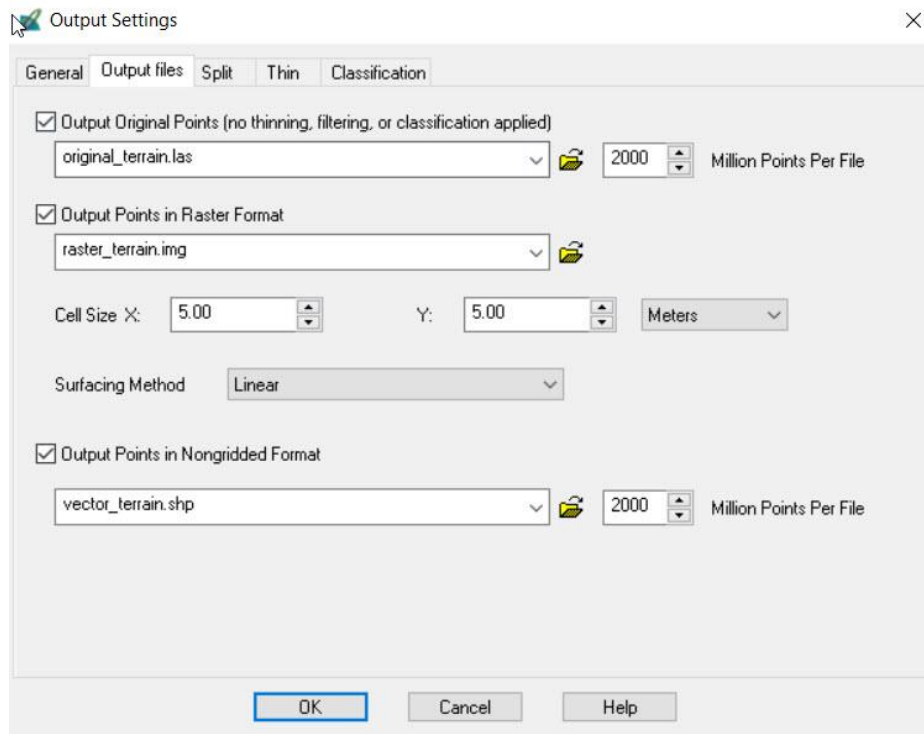 Output Settings
General Output files Split Thin Classification
Output Original Points (no thinning, filtering, or classification applied)
original_terrain.las 2000 Million Points Per File
Output Points in Raster Format
raster_terrain.img
Cell Size X: 5.00 Y: 5.00 Meters
Surfacing Method Linear
Output Points in Nongridded Format
vector_terrain.shp 2000 Million Points Per File
OK Cancel Help